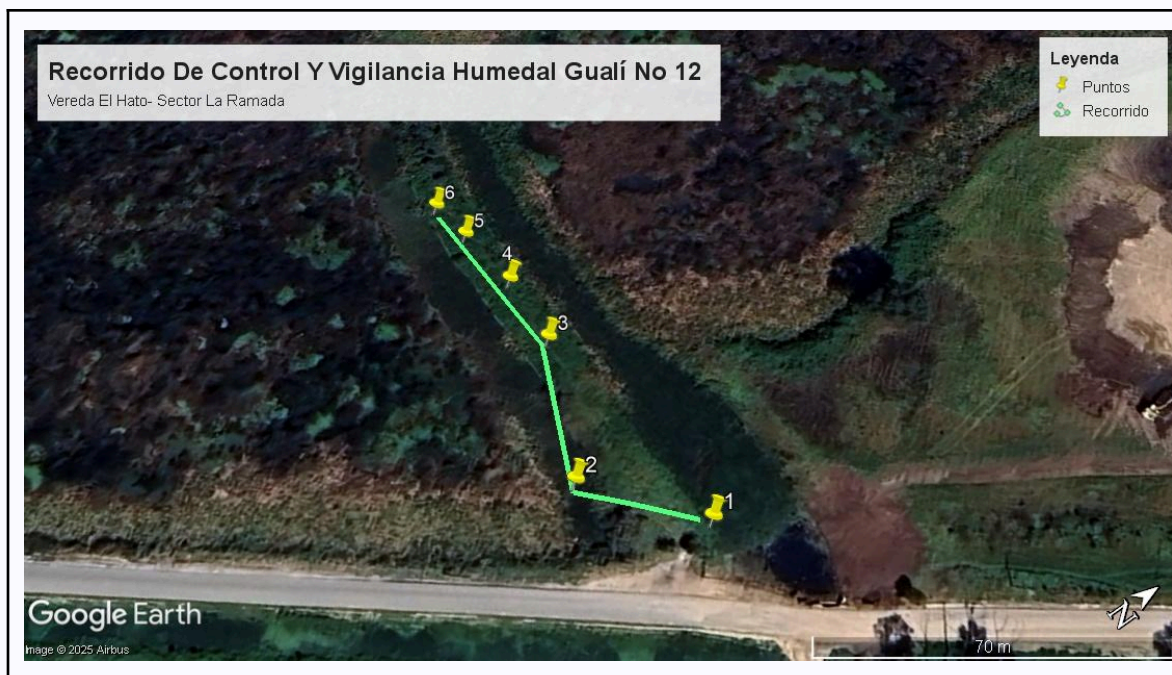 Recorrido De Control Y Vigilancia Humedal Gualí No 12
Vereda El Hato- Sector La Ramada
Leyenda
Puntos
Recorrido
6
5
4
3
2
1
Google Earth
Image © 2025 Airbus
N
70 m